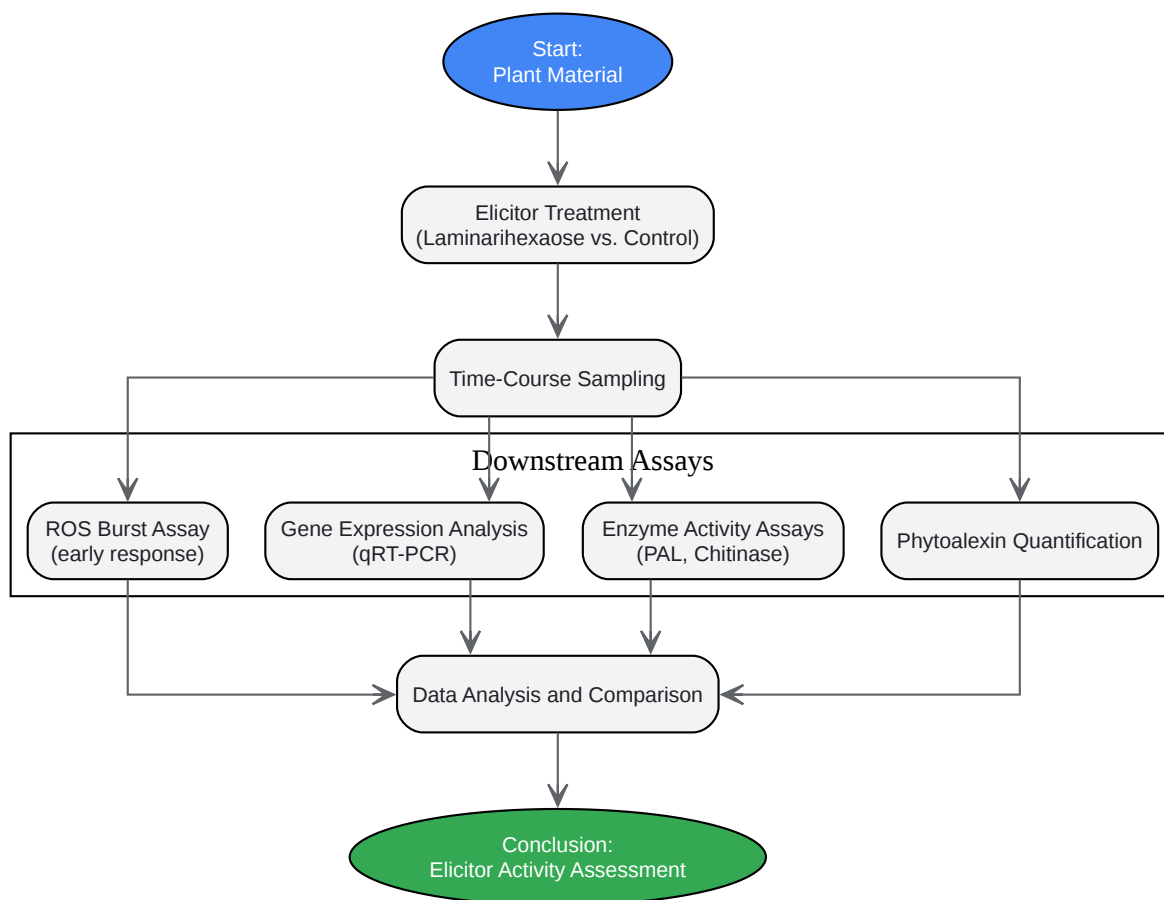 Start:
Plant Material
Elicitor Treatment
(Laminarihexaose vs. Control)
Time-Course Sampling
Downstream Assays
ROS Burst Assay
(early response)
Gene Expression Analysis
(qRT-PCR)
Enzyme Activity Assays
(PAL, Chitinase)
Phytoalexin Quantification
Data Analysis and Comparison
Conclusion:
Elicitor Activity Assessment